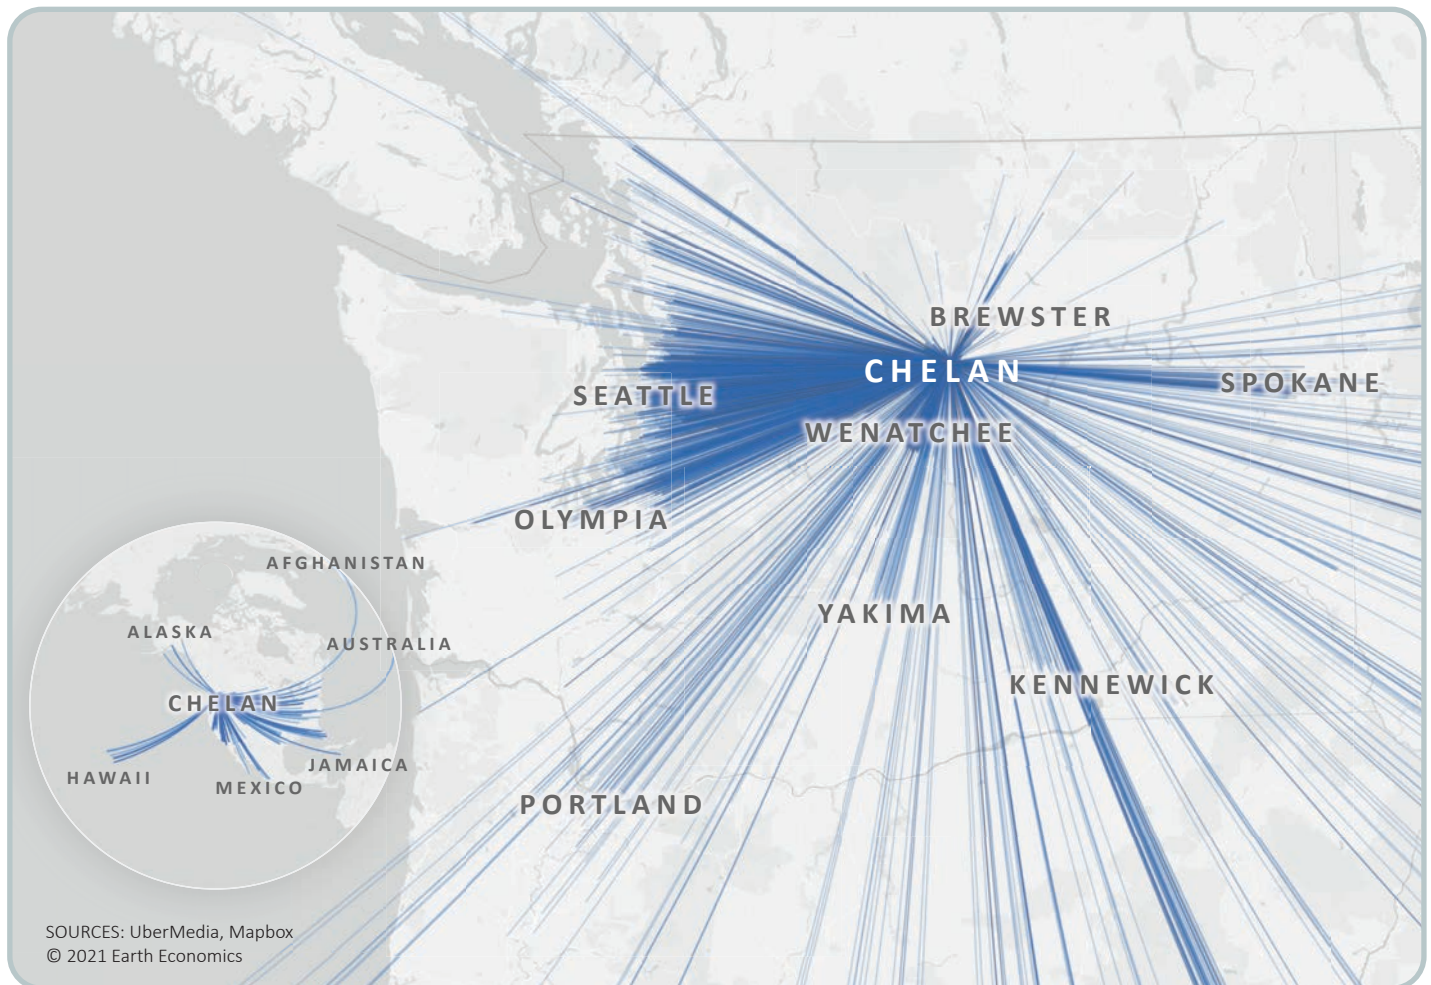 BREWSTER
CHELAN
SPOKANE
SEATTLE
WENATCHEE
OLYMPIA
YAKIMA
KENNEWICK
PORTLAND
AFGHANISTAN
ALASKA
AUSTRALIA
CHELAN
JAMAICA
HAWAII
MEXICO
SOURCES: UberMedia, Mapbox
© 2021 Earth Economics